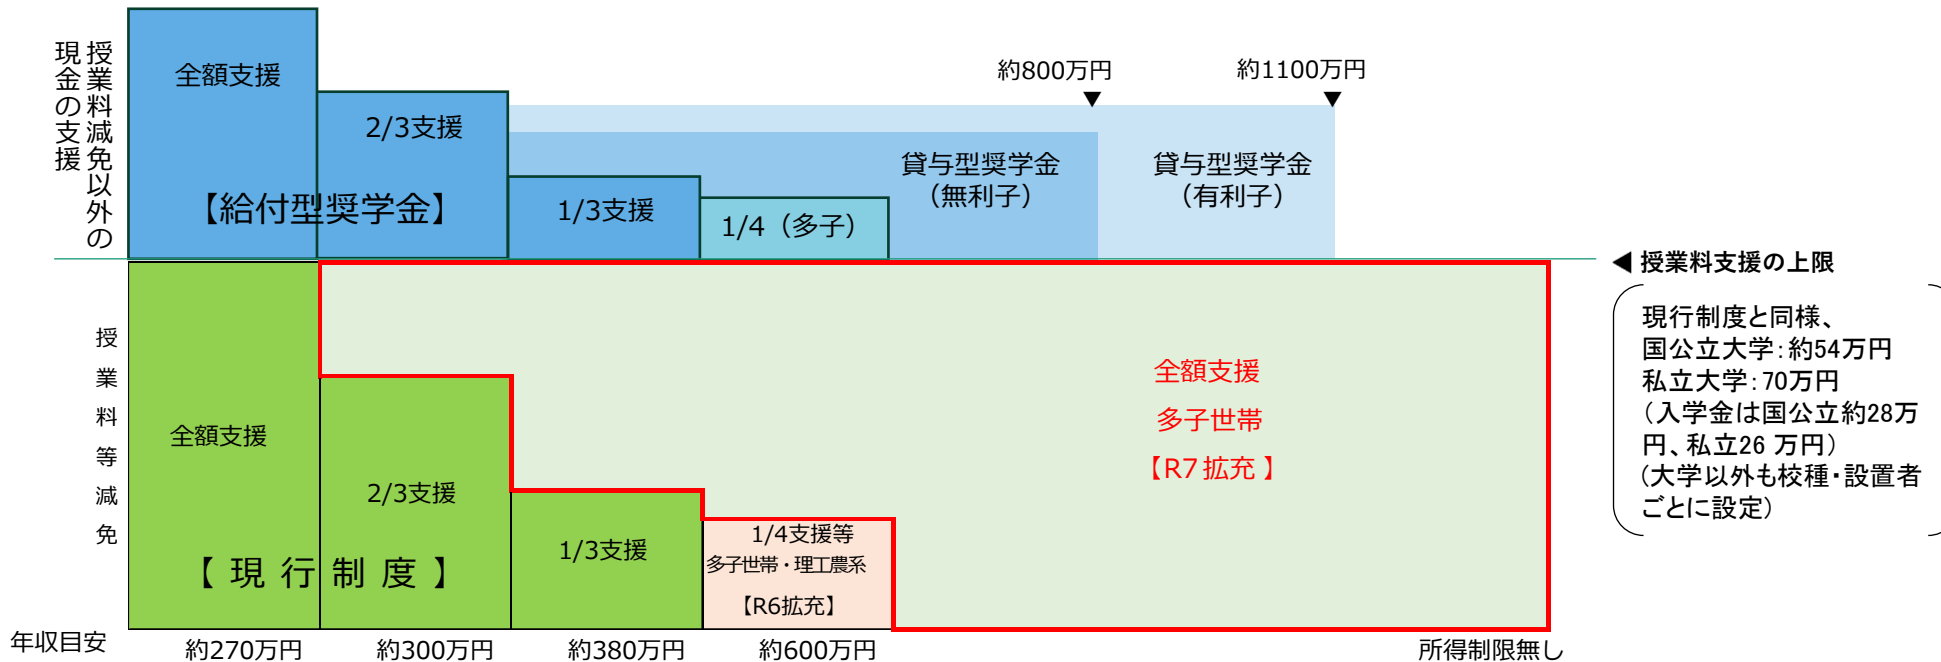 授業料減免以外の
現金の支援
全額支援
2/3支援
【給付型奨学金】
1/3支援
1/4（多子）
約800万円
▼
約1100万円
▼
貸与型奨学金
（無利子）
貸与型奨学金
（有利子）
授業料等減免
全額支援
2/3支援
【現行制度】
1/3支援
1/4支援等
多子世帯・理工農系
【R6拡充】
全額支援
多子世帯
【R7拡充】
◀ 授業料支援の上限
現行制度と同様、
国公立大学：約54万円
私立大学：70万円
（入学金は国公立約28万
円、私立26 万円）
(大学以外も校種・設置者
ごとに設定)
年収目安
約270万円
約300万円
約380万円
約600万円
所得制限無し